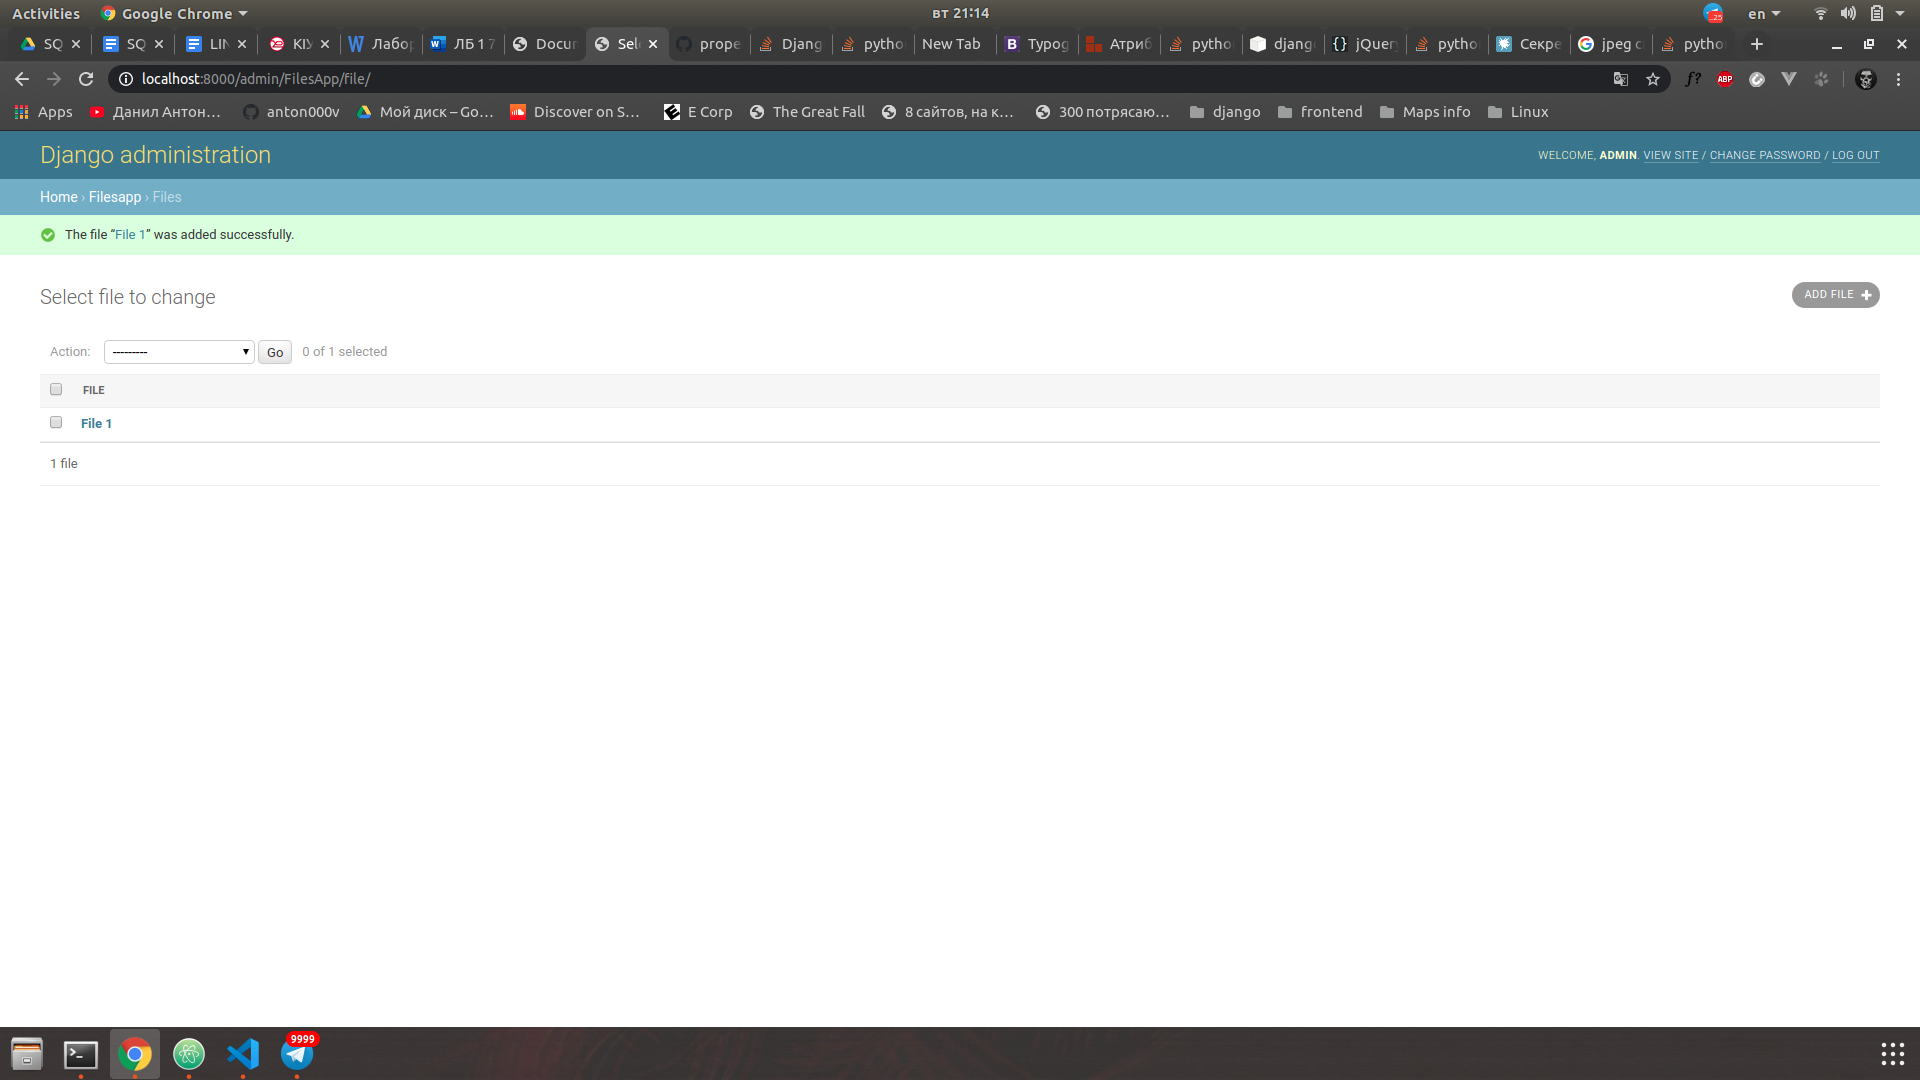 Activities Google Chrome вт 21:14 en
SQ SQ LIN КІУ Лабор ЛБ 1 7 Docum Sele prope Djang pytho New Tab Typog Атриб pytho djang jQuer pytho Секре jpeg c pytho
localhost:8000/admin/FilesApp/file/ f? ABP
Apps Данил Антон… anton000v Мой диск – Go… Discover on S… E Corp The Great Fall 8 сайтов, на к… 300 потрясаю… django frontend Maps info Linux
Django administration WELCOME, ADMIN. VIEW SITE / CHANGE PASSWORD / LOG OUT
Home › Filesapp › Files
The file “File 1” was added successfully.
Select file to change ADD FILE
Action: --------- Go 0 of 1 selected
FILE
File 1
1 file
9999